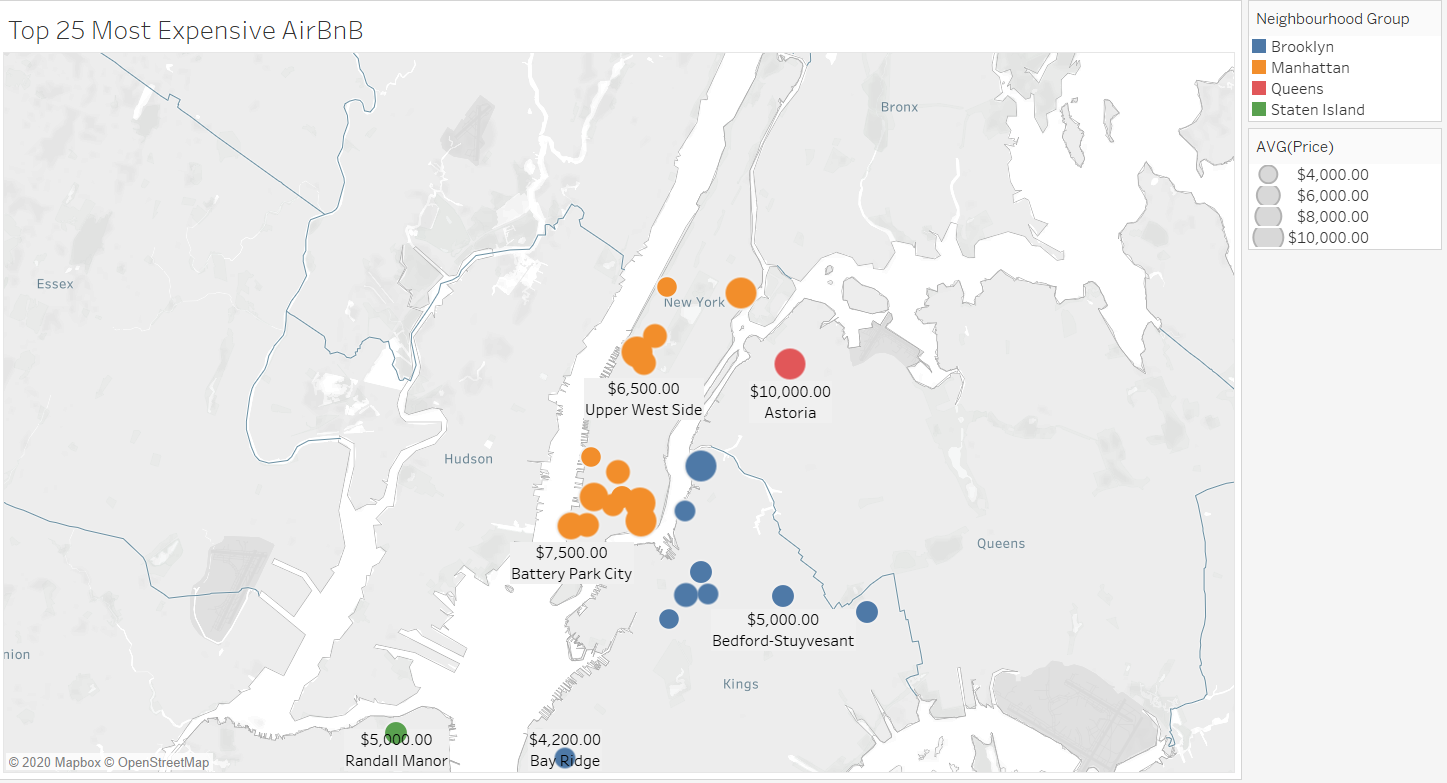 Top 25 Most Expensive AirBnB
Neighbourhood Group
Brooklyn
Manhattan
Queens
Staten Island
AVG(Price)
$4,000.00
$6,000.00
$8,000.00
$10,000.00
Bronx
Essex
New York
$6,500.00
Upper West Side
$10,000.00
Astoria
Hudson
Queens
$7,500.00
Battery Park City
$5,000.00
Bedford-Stuyvesant
nion
Kings
$5,000.00
Randall Manor
$4,200.00
Bay Ridge
© 2020 Mapbox © OpenStreetMap